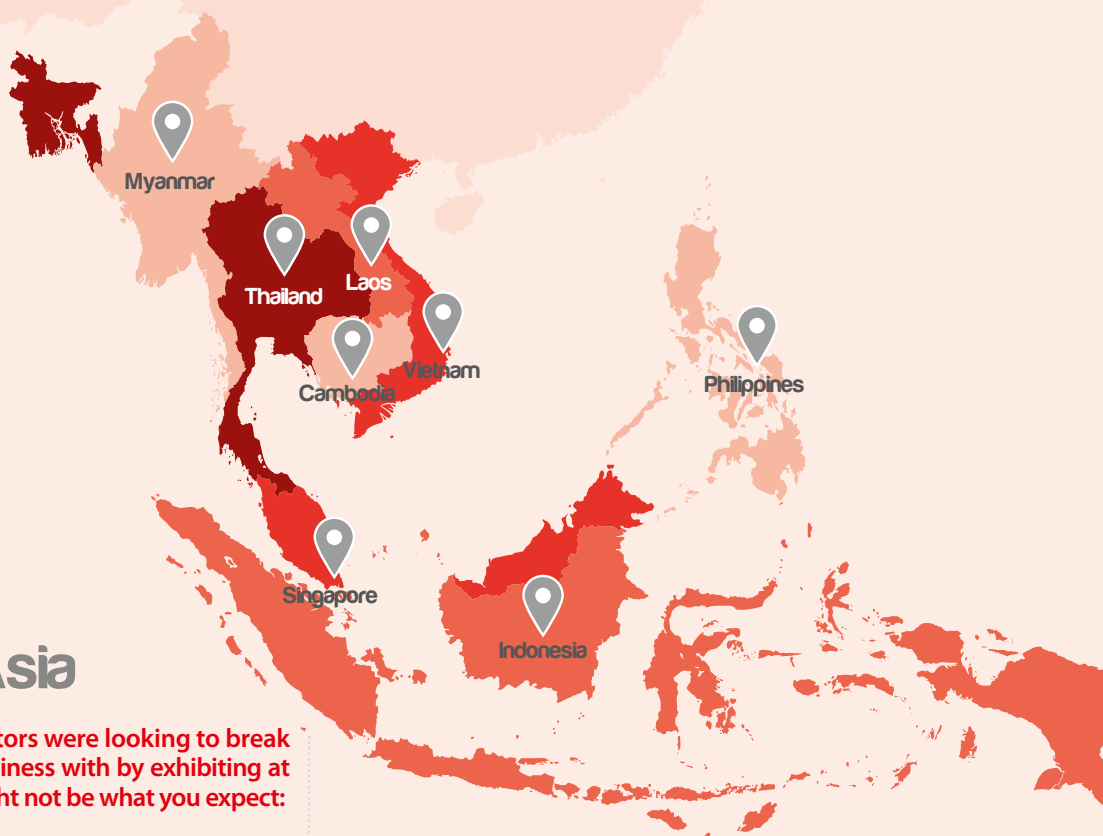 Myanmar
Thailand
Laos
Vietnam
Cambodia
Philippines
Singapore
Indonesia
Asia
tors were looking to break
iness with by exhibiting at
ht not be what you expect: